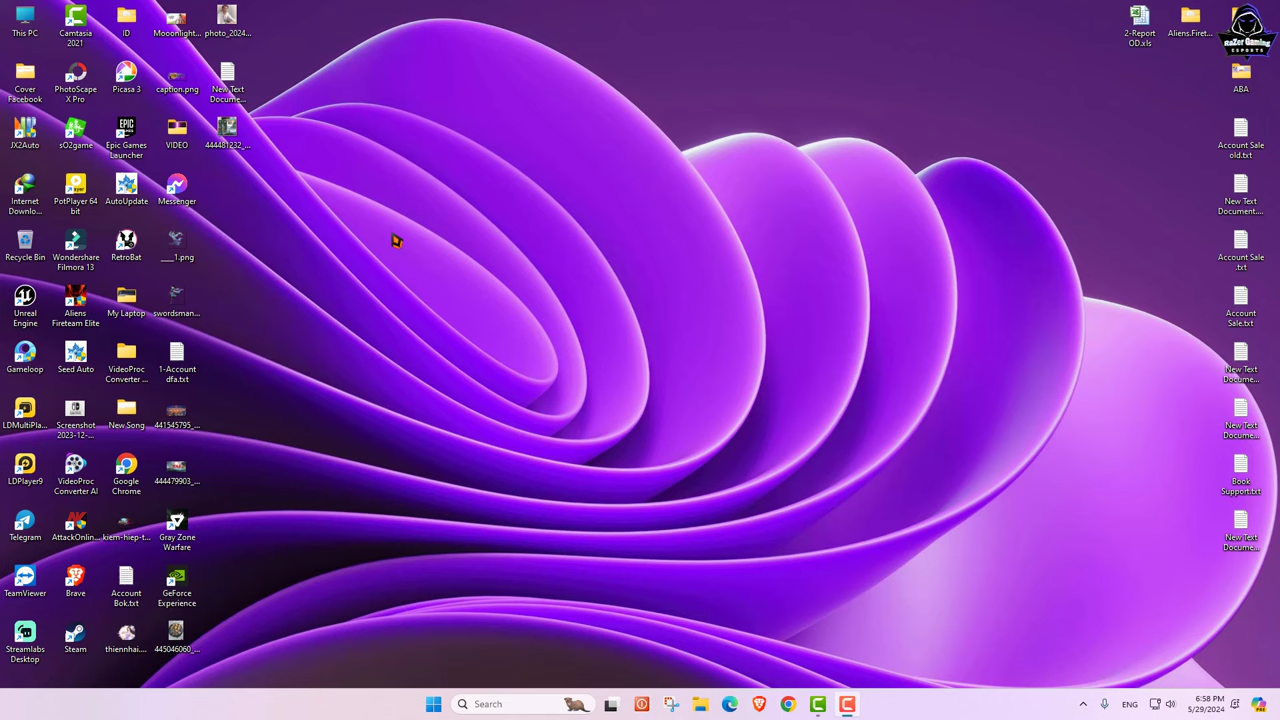 This PC
Camtasia
2021
ID
Mooonlight...
photo_2024...
Cover
Facebook
PhotoScape
X Pro
Picasa 3
caption.png
New Text
Docume...
JX2Auto
sO2game
EPIC
GAMES
Epic Games
Launcher
VIDEO
444481232_...
Internet
Downlo...
PotPlayer 64
bit
AutoUpdate
Messenger
Recycle Bin
Wondershare
Filmora 13
RetroBat
___1.png
Unreal
Engine
Aliens
Fireteam Elite
My Laptop
swordsman...
Gameloop
Seed Auto
VideoProc
Converter ...
1-Account
dfa.txt
LDMultiPla...
Screenshot
2023-12-...
New Song
441545795_...
LDPlayer9
VideoProc
Converter AI
Google
Chrome
444479903_...
Telegram
AttackOnlin...
kiem-hiep-t...
Gray Zone
Warfare
TeamViewer
Brave
Account
Bok.txt
GeForce
Experience
Streamlabs
Desktop
Steam
thiennhai....
445046060_...
2-Report
OD.xls
Aliens.Firet...
RaZor Gaming
ESPORTS
ABA
Account Sale
old.txt
New Text
Document....
Account Sale
.txt
Account
Sale.txt
New Text
Docume...
New Text
Docume...
Book
Support.txt
New Text
Docume...
Search
ENG
6:58 PM
5/29/2024